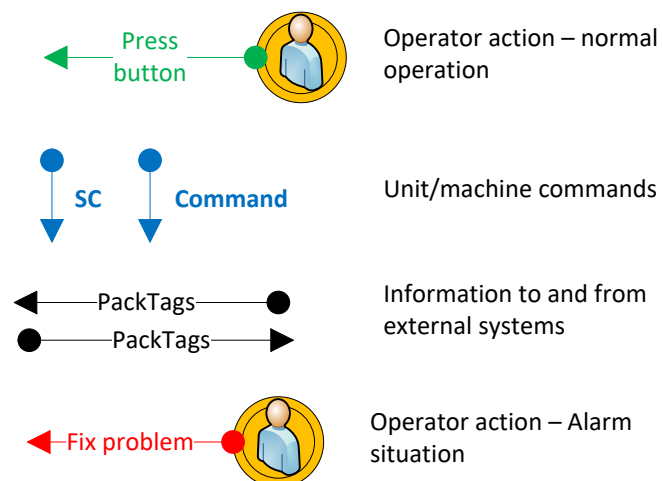 Press
button
Operator action – normal
operation
SC
Command
Unit/machine commands
PackTags
PackTags
Information to and from
external systems
Fix problem
Operator action – Alarm
situation